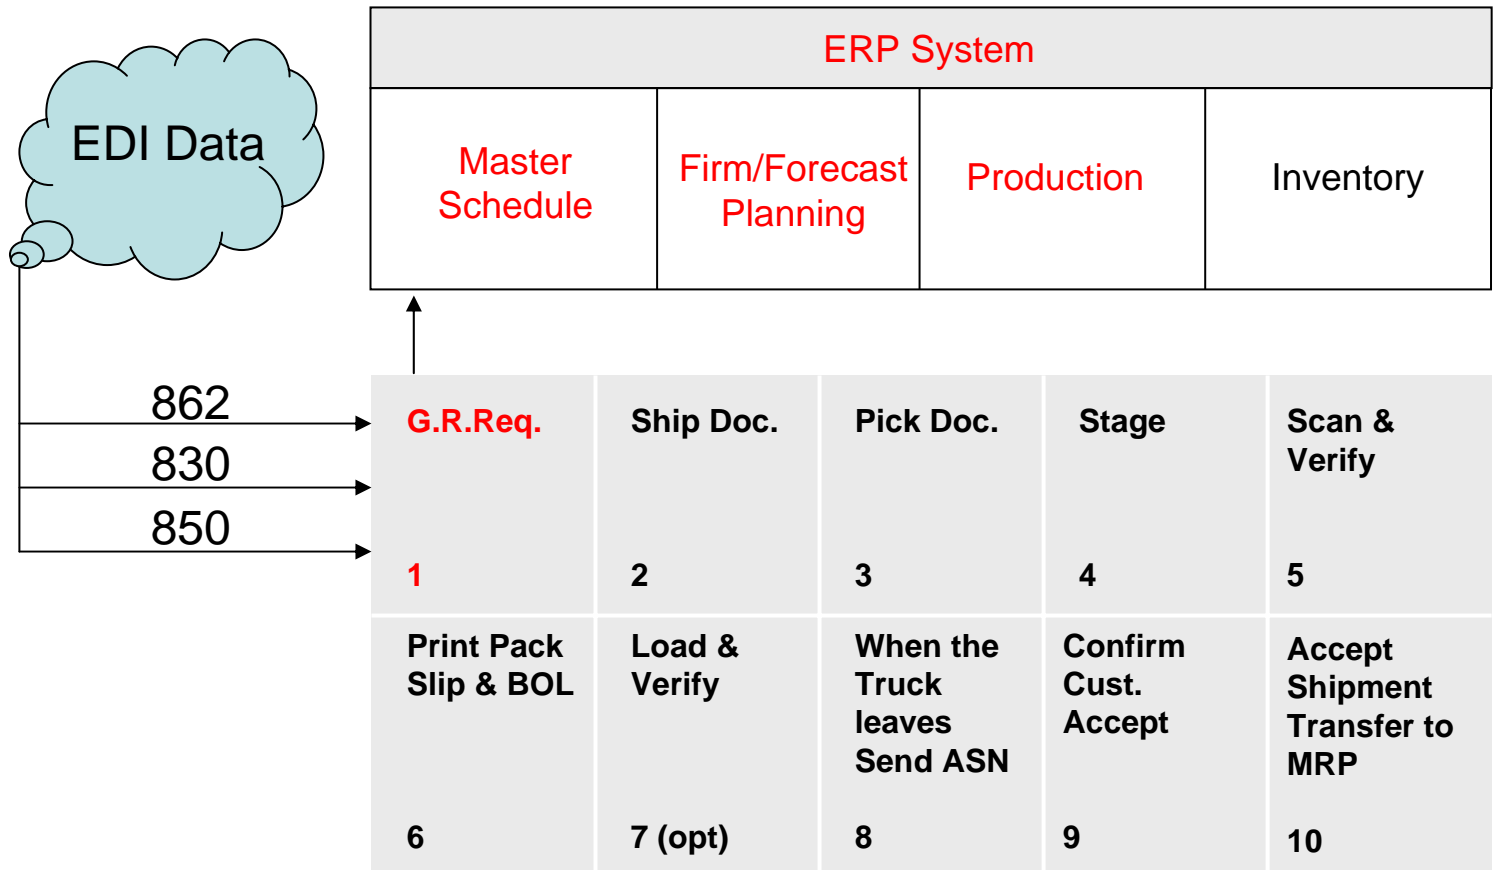 EDI Data
ERP System
Master
Schedule
Firm/Forecast
Planning
Production
Inventory
862
830
850
G.R.Req.
1
Ship Doc.
2
Pick Doc.
3
Stage
4
Scan &
Verify
5
Print Pack
Slip & BOL
6
Load &
Verify
7 (opt)
When the
Truck
leaves
Send ASN
8
Confirm
Cust.
Accept
9
Accept
Shipment
Transfer to
MRP
10